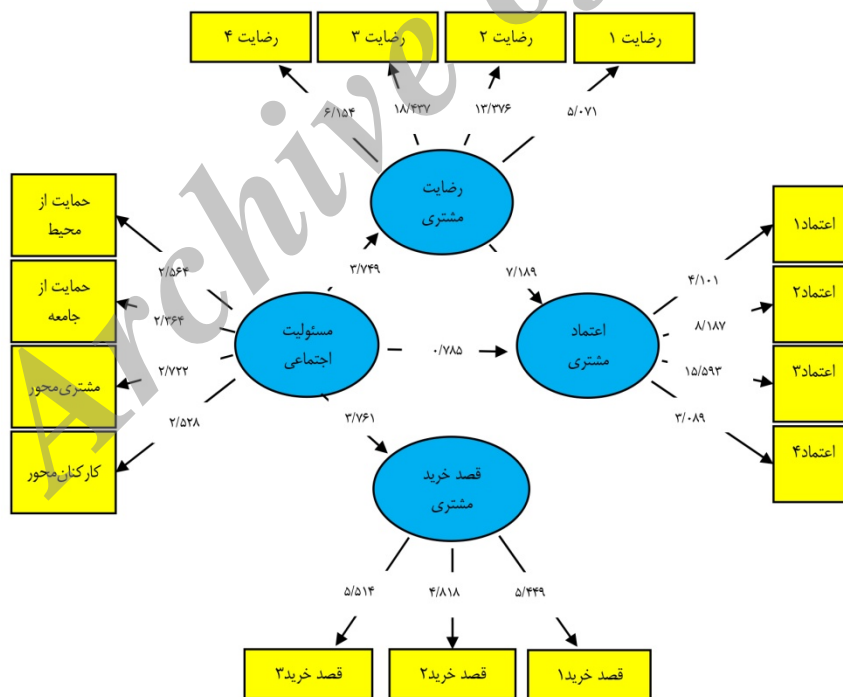 رضایت ۱
رضایت ۲
رضایت ۳
رضایت ۴
۵/۰۷۱
۱۳/۳۷۶
۱۸/۴۳۷
۶/۱۵۴
رضایت
مشتری
حمایت از
محیط
حمایت از
جامعه
مشتری‌محور
کارکنان‌محور
۲/۵۶۴
۲/۳۶۴
۲/۷۲۲
۲/۵۲۸
مسئولیت
اجتماعی
۳/۷۴۹
۷/۱۸۹
۰/۷۸۵
۳/۷۶۱
اعتماد
مشتری
۴/۱۰۱
۸/۱۸۷
۱۵/۵۹۳
۳/۰۸۹
اعتماد۱
اعتماد۲
اعتماد۳
اعتماد۴
قصد خرید
مشتری
۵/۴۴۹
۴/۸۱۸
۵/۵۱۴
قصد خرید۱
قصد خرید۲
قصد خرید۳
Archive